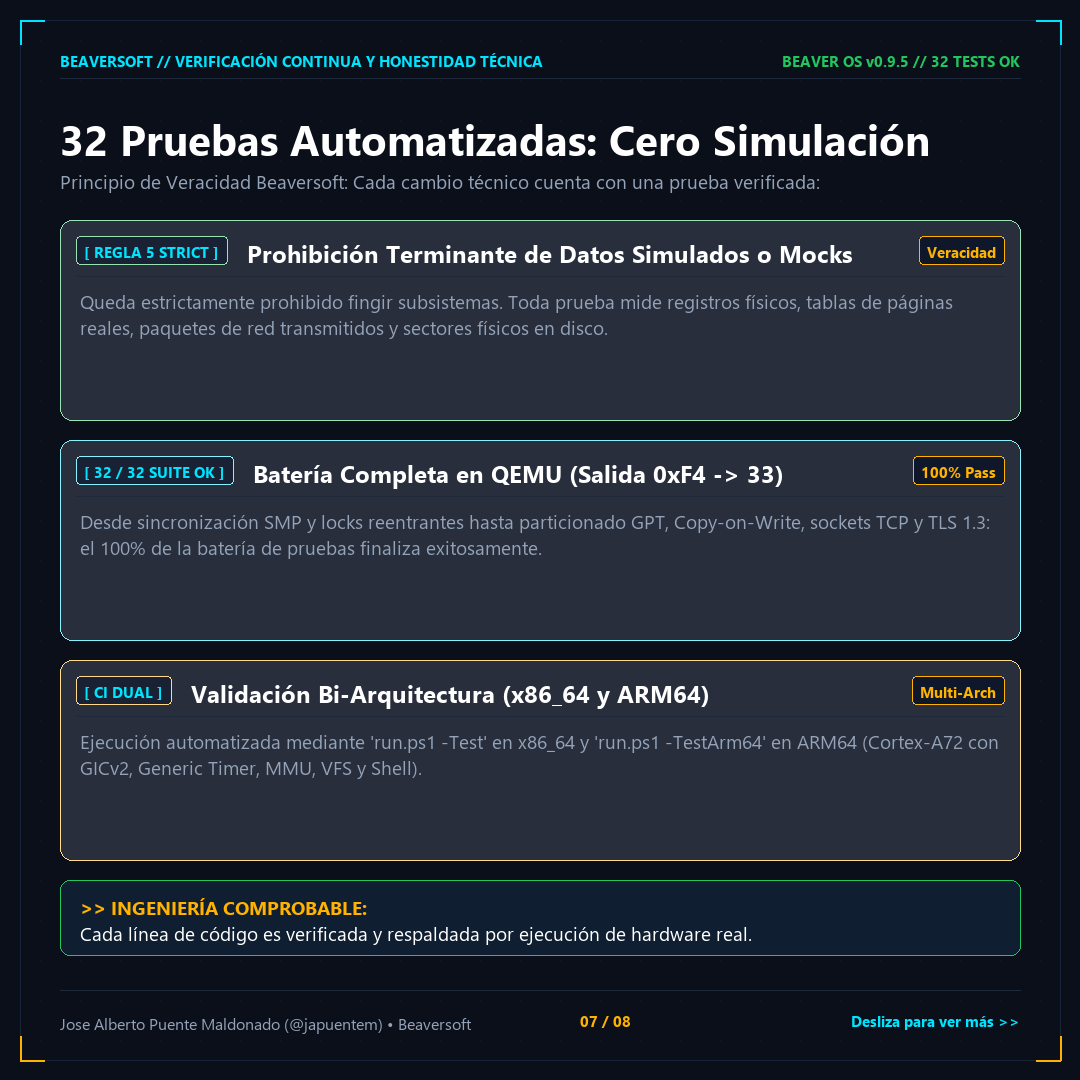 BEAVERSOFT // VERIFICACIÓN CONTINUA Y HONESTIDAD TÉCNICA
BEAVER OS v0.9.5 // 32 TESTS OK
32 Pruebas Automatizadas: Cero Simulación
Principio de Veracidad Beaversoft: Cada cambio técnico cuenta con una prueba verificada:
[ REGLA 5 STRICT ]
Prohibición Terminante de Datos Simulados o Mocks
Veracidad
Queda estrictamente prohibido fingir subsistemas. Toda prueba mide registros físicos, tablas de páginas
reales, paquetes de red transmitidos y sectores físicos en disco.
[ 32 / 32 SUITE OK ]
Batería Completa en QEMU (Salida 0xF4 -> 33)
100% Pass
Desde sincronización SMP y locks reentrantes hasta particionado GPT, Copy-on-Write, sockets TCP y TLS 1.3:
el 100% de la batería de pruebas finaliza exitosamente.
[ CI DUAL ]
Validación Bi-Arquitectura (x86_64 y ARM64)
Multi-Arch
Ejecución automatizada mediante 'run.ps1 -Test' en x86_64 y 'run.ps1 -TestArm64' en ARM64 (Cortex-A72 con
GICv2, Generic Timer, MMU, VFS y Shell).
>> INGENIERÍA COMPROBABLE:
Cada línea de código es verificada y respaldada por ejecución de hardware real.
Jose Alberto Puente Maldonado (@japuentem) • Beaversoft
07 / 08
Desliza para ver más >>